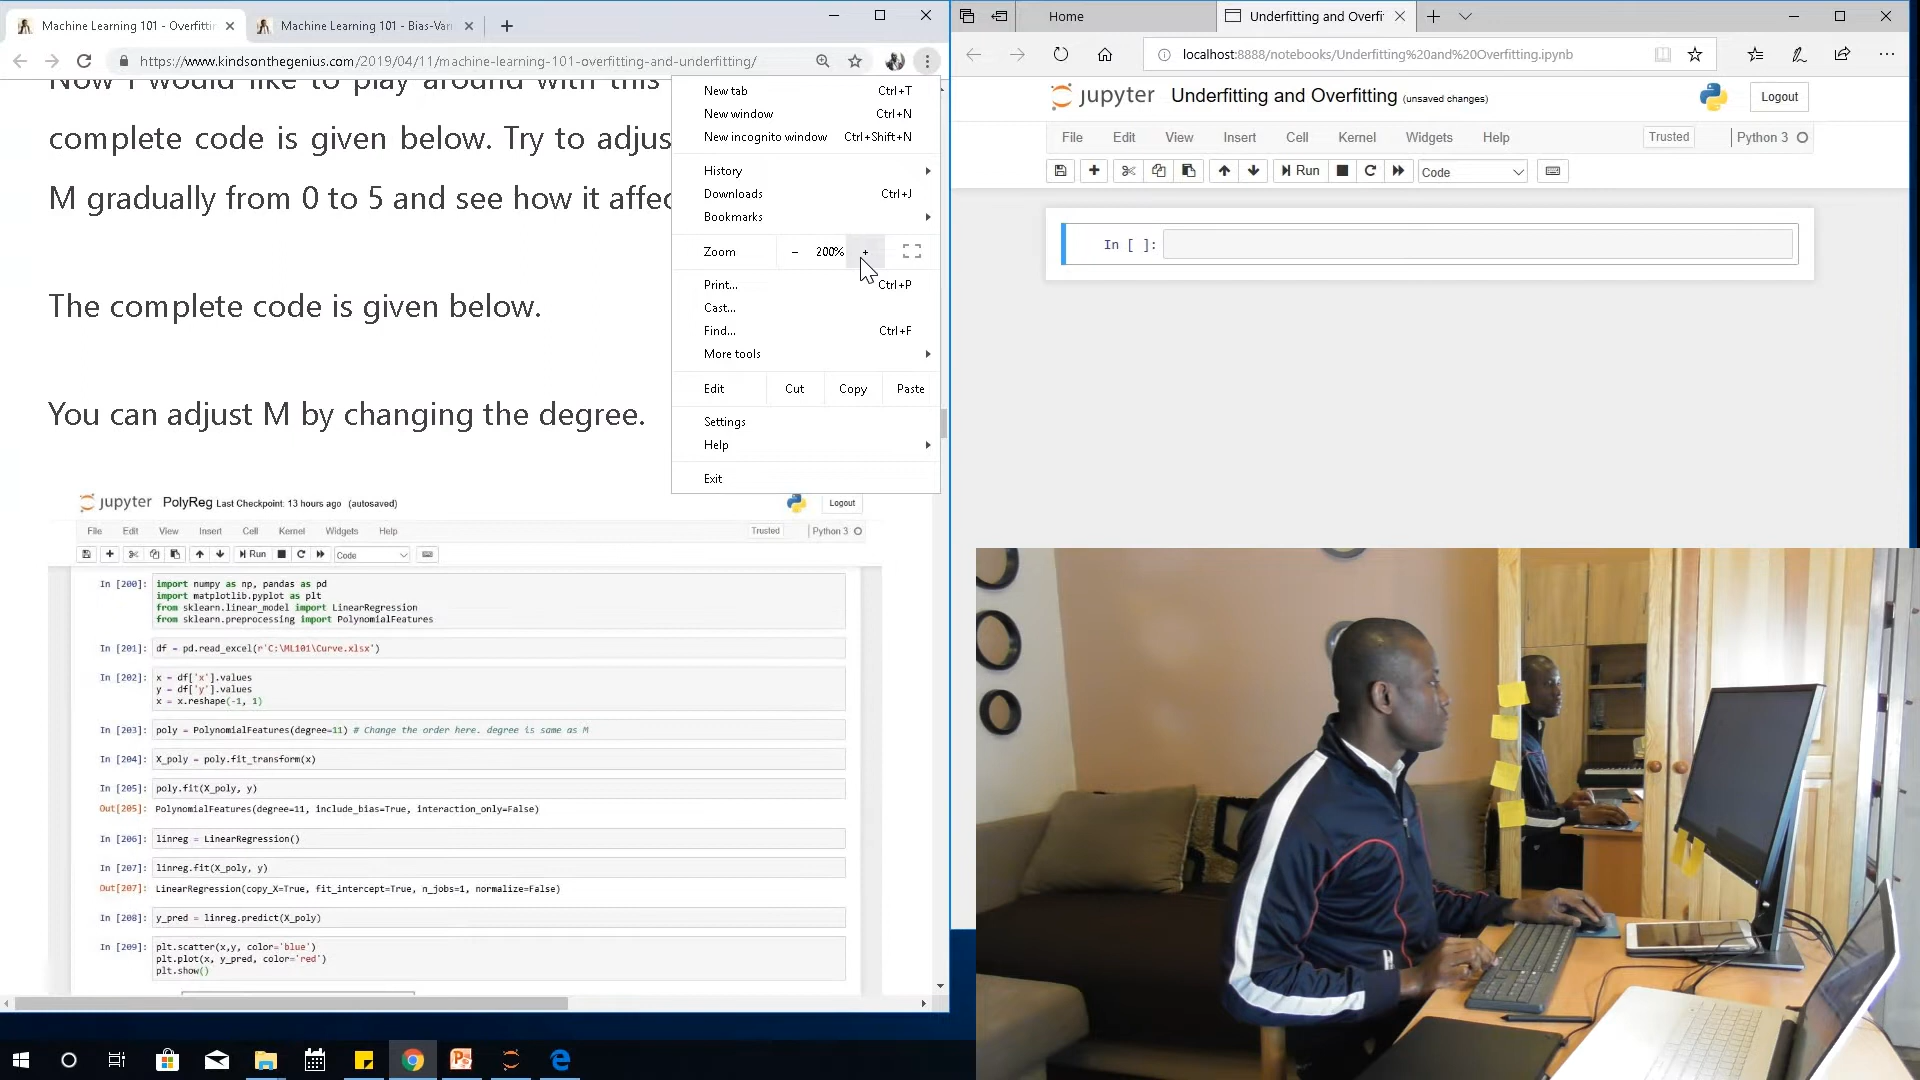 Machine Learning 101 - Overfittin
Machine Learning 101 - Bias-Var
https://www.kindsonthegenius.com/2019/04/11/machine-learning-101-overfitting-and-underfitting/
Now I would like to play around with this
complete code is given below. Try to adjus
M gradually from 0 to 5 and see how it affec
The complete code is given below.
You can adjust M by changing the degree.
New tab Ctrl+T
New window Ctrl+N
New incognito window Ctrl+Shift+N
History
Downloads Ctrl+J
Bookmarks
Zoom - 200% +
Print... Ctrl+P
Cast...
Find... Ctrl+F
More tools
Edit Cut Copy Paste
Settings
Help
Exit
jupyter PolyReg Last Checkpoint: 13 hours ago (autosaved)
Logout
File Edit View Insert Cell Kernel Widgets Help
Trusted Python 3
Run Code
In [200]: import numpy as np, pandas as pd
import matplotlib.pyplot as plt
from sklearn.linear_model import LinearRegression
from sklearn.preprocessing import PolynomialFeatures
In [201]: df = pd.read_excel(r'C:\ML101\Curve.xlsx')
In [202]: x = df['x'].values
y = df['y'].values
x = x.reshape(-1, 1)
In [203]: poly = PolynomialFeatures(degree=11) # Change the order here. degree is same as M
In [204]: X_poly = poly.fit_transform(x)
In [205]: poly.fit(X_poly, y)
Out[205]: PolynomialFeatures(degree=11, include_bias=True, interaction_only=False)
In [206]: linreg = LinearRegression()
In [207]: linreg.fit(X_poly, y)
Out[207]: LinearRegression(copy_X=True, fit_intercept=True, n_jobs=1, normalize=False)
In [208]: y_pred = linreg.predict(X_poly)
In [209]: plt.scatter(x,y, color='blue')
plt.plot(x, y_pred, color='red')
plt.show()
Home
Underfitting and Overfi
localhost:8888/notebooks/Underfitting%20and%20Overfitting.ipynb
jupyter Underfitting and Overfitting (unsaved changes)
Logout
File Edit View Insert Cell Kernel Widgets Help
Trusted Python 3
Run Code
In [ ]: